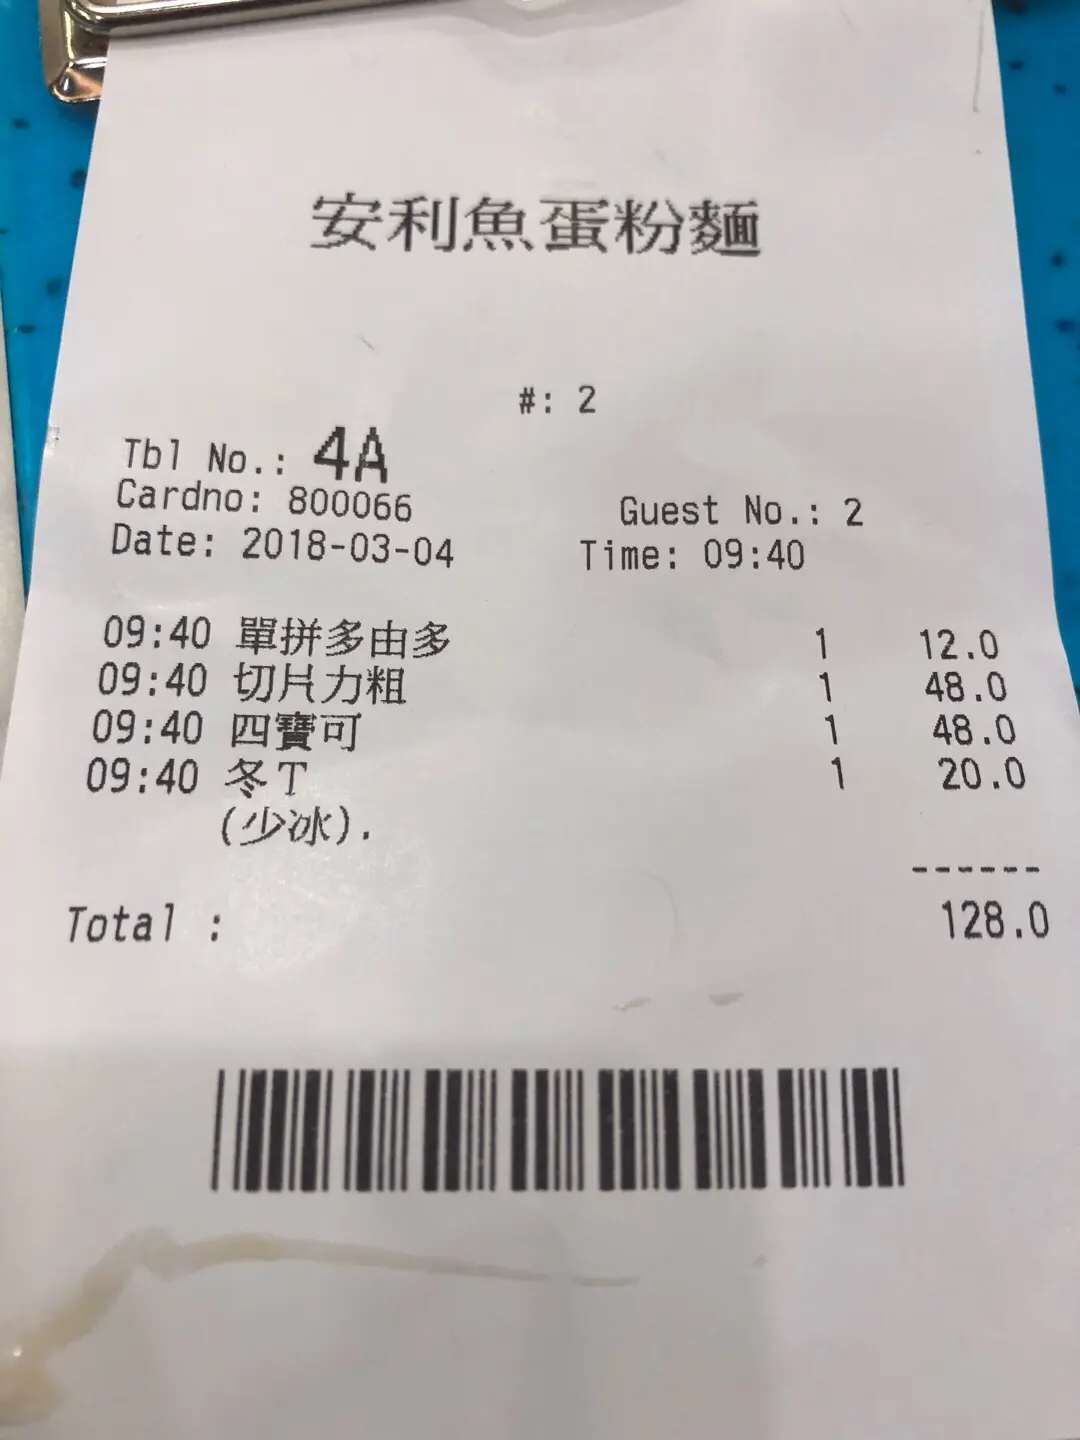 安利魚蛋粉麵
#: 2
Tbl No.: 4A
Cardno: 800066 Guest No.: 2
Date: 2018-03-04 Time: 09:40
09:40 單拼多由多 1 12.0
09:40 切片力粗 1 48.0
09:40 四寶可 1 48.0
09:40 冬T 1 20.0
(少冰).
------
Total : 128.0